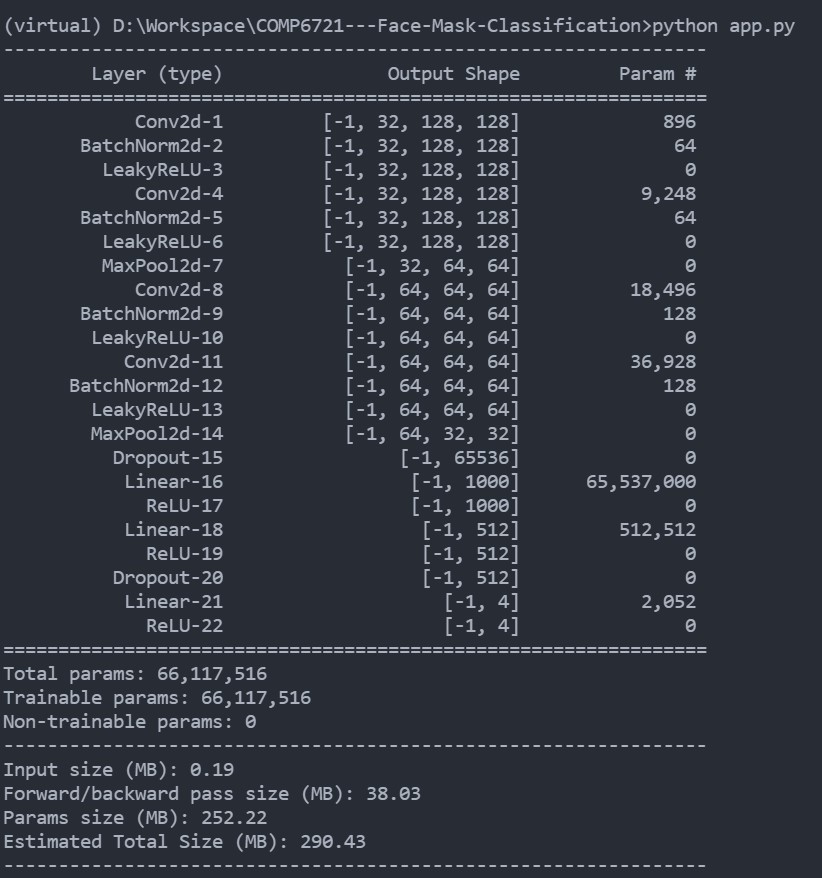 (virtual) D:\Workspace\COMP6721---Face-Mask-Classification>python app.py
----------------------------------------------------------------
        Layer (type)               Output Shape         Param #
================================================================
            Conv2d-1         [-1, 32, 128, 128]             896
       BatchNorm2d-2         [-1, 32, 128, 128]              64
         LeakyReLU-3         [-1, 32, 128, 128]               0
            Conv2d-4         [-1, 32, 128, 128]           9,248
       BatchNorm2d-5         [-1, 32, 128, 128]              64
         LeakyReLU-6         [-1, 32, 128, 128]               0
         MaxPool2d-7           [-1, 32, 64, 64]               0
            Conv2d-8           [-1, 64, 64, 64]          18,496
       BatchNorm2d-9           [-1, 64, 64, 64]             128
        LeakyReLU-10           [-1, 64, 64, 64]               0
           Conv2d-11           [-1, 64, 64, 64]          36,928
      BatchNorm2d-12           [-1, 64, 64, 64]             128
        LeakyReLU-13           [-1, 64, 64, 64]               0
        MaxPool2d-14           [-1, 64, 32, 32]               0
          Dropout-15                [-1, 65536]               0
           Linear-16                 [-1, 1000]      65,537,000
             ReLU-17                 [-1, 1000]               0
           Linear-18                  [-1, 512]         512,512
             ReLU-19                  [-1, 512]               0
          Dropout-20                  [-1, 512]               0
           Linear-21                    [-1, 4]           2,052
             ReLU-22                    [-1, 4]               0
================================================================
Total params: 66,117,516
Trainable params: 66,117,516
Non-trainable params: 0
----------------------------------------------------------------
Input size (MB): 0.19
Forward/backward pass size (MB): 38.03
Params size (MB): 252.22
Estimated Total Size (MB): 290.43
----------------------------------------------------------------